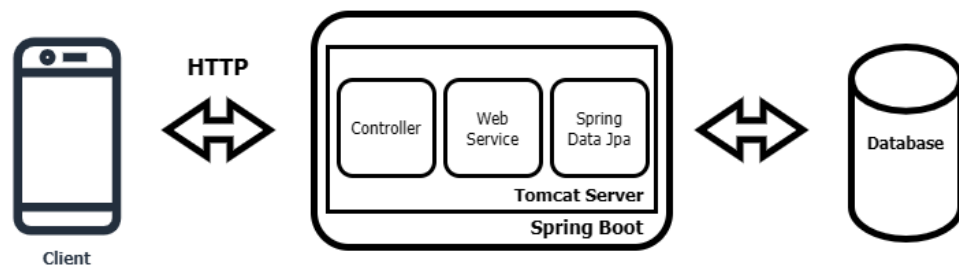 HTTP
Controller
Web
Service
Spring
Data Jpa
Tomcat Server
Spring Boot
Database
Client